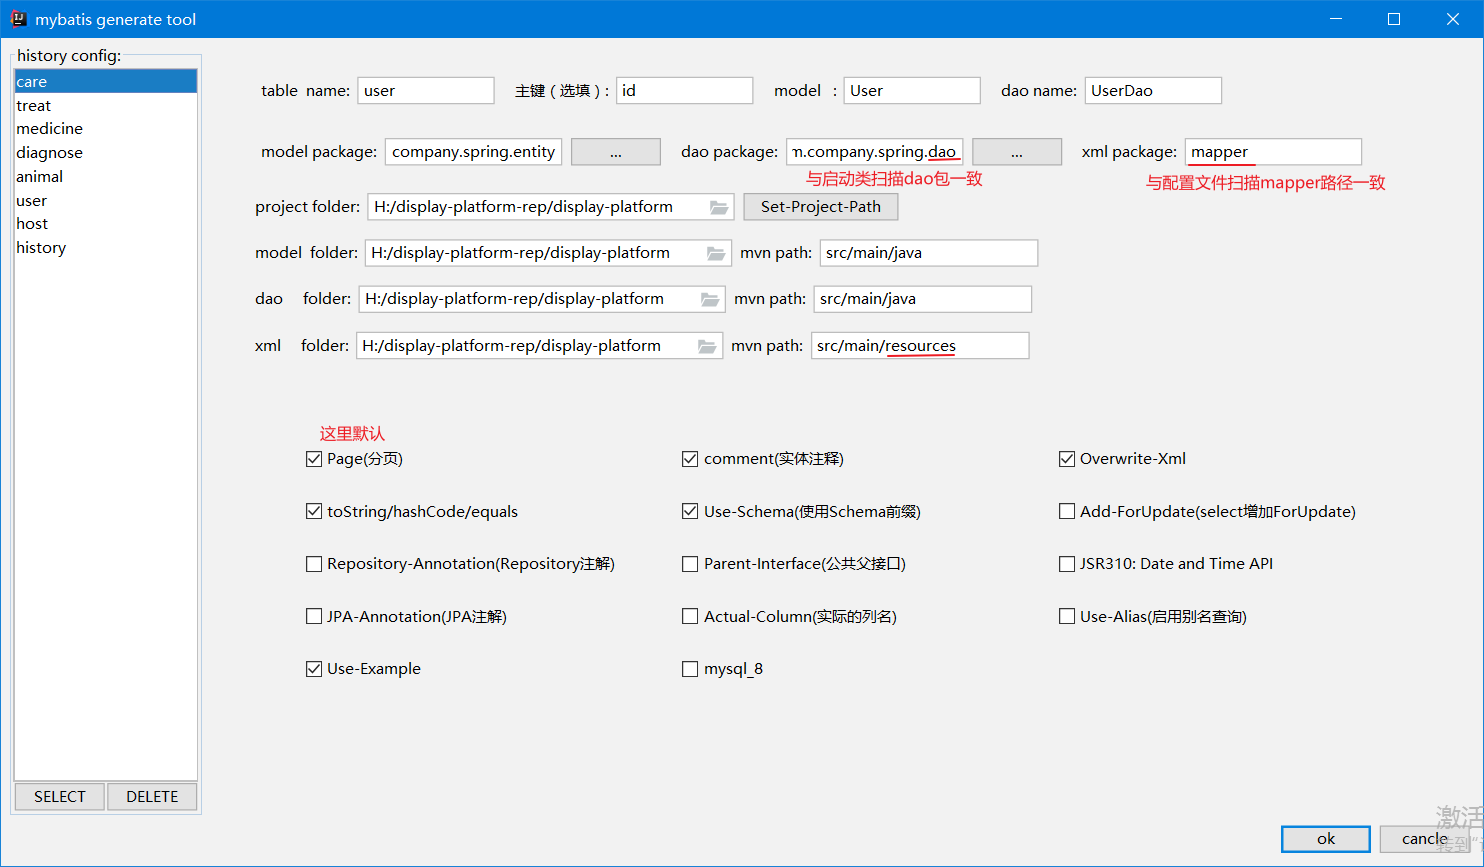 mybatis generate tool
history config:
care
treat
medicine
diagnose
animal
user
host
history
SELECT DELETE
table name: user 主键（选填）: id model : User dao name: UserDao
model package: company.spring.entity ... dao package: m.company.spring.dao ... xml package: mapper
与启动类扫描dao包一致 与配置文件扫描mapper路径一致
project folder: H:/display-platform-rep/display-platform Set-Project-Path
model folder: H:/display-platform-rep/display-platform mvn path: src/main/java
dao folder: H:/display-platform-rep/display-platform mvn path: src/main/java
xml folder: H:/display-platform-rep/display-platform mvn path: src/main/resources
这里默认
Page(分页) comment(实体注释) Overwrite-Xml
toString/hashCode/equals Use-Schema(使用Schema前缀) Add-ForUpdate(select增加ForUpdate)
Repository-Annotation(Repository注解) Parent-Interface(公共父接口) JSR310: Date and Time API
JPA-Annotation(JPA注解) Actual-Column(实际的列名) Use-Alias(启用别名查询)
Use-Example mysql_8
激活
ok cancle
转到"